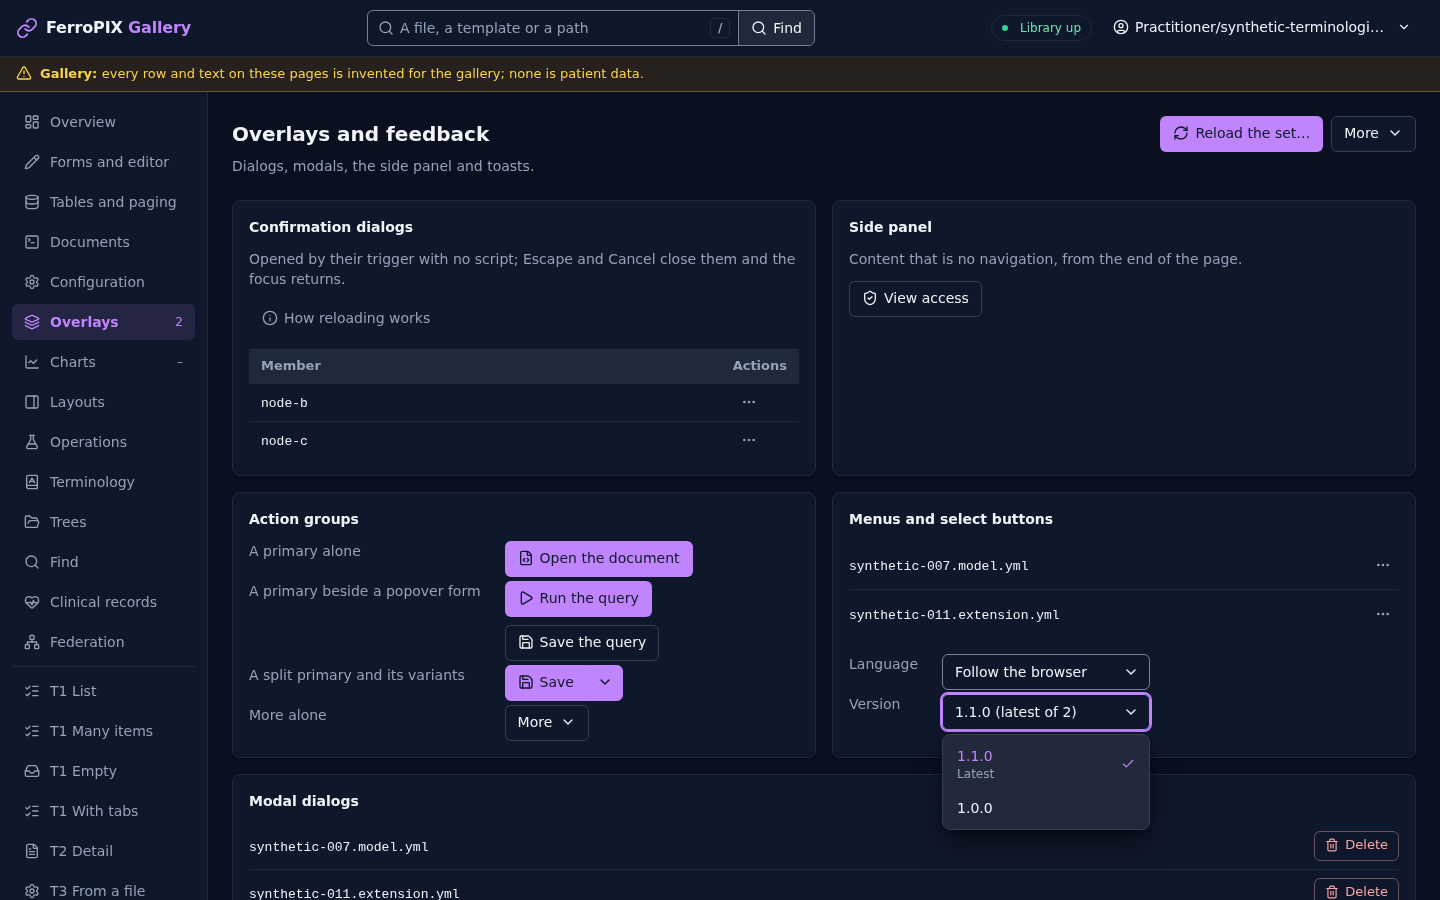 FerroPIX Gallery
A file, a template or a path
/
Find
Library up
Practitioner/synthetic-terminologi…
Gallery: every row and text on these pages is invented for the gallery; none is patient data.
Overview
Forms and editor
Tables and paging
Documents
Configuration
Overlays 2
Charts –
Layouts
Operations
Terminology
Trees
Find
Clinical records
Federation
T1 List
T1 Many items
T1 Empty
T1 With tabs
T2 Detail
T3 From a file
Overlays and feedback
Dialogs, modals, the side panel and toasts.
Reload the set…
More
Confirmation dialogs
Opened by their trigger with no script; Escape and Cancel close them and the
focus returns.
How reloading works
Member Actions
node-b
node-c
Side panel
Content that is no navigation, from the end of the page.
View access
Action groups
A primary alone
Open the document
A primary beside a popover form
Run the query
Save the query
A split primary and its variants
Save
More alone
More
Menus and select buttons
synthetic-007.model.yml
synthetic-011.extension.yml
Language
Follow the browser
Version
1.1.0 (latest of 2)
1.1.0
Latest
1.0.0
Modal dialogs
synthetic-007.model.yml
Delete
synthetic-011.extension.yml
Delete